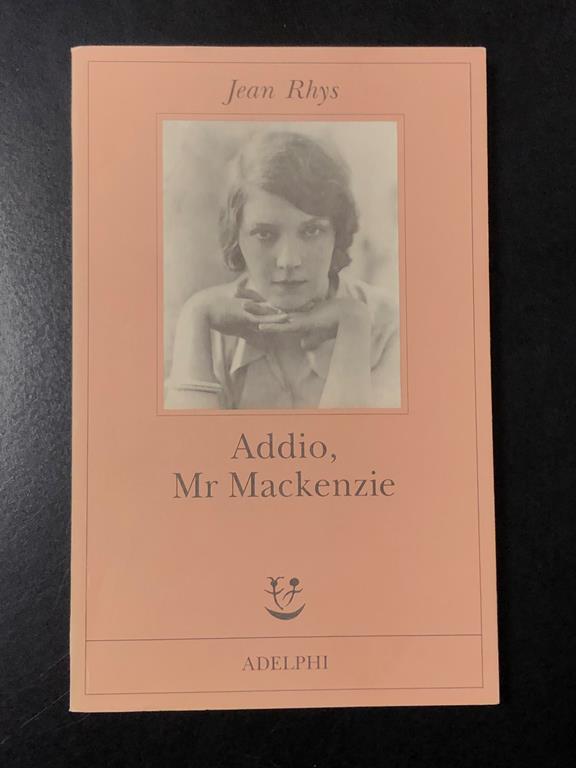 Jean Rhys
Addio,
Mr Mackenzie
ADELPHI